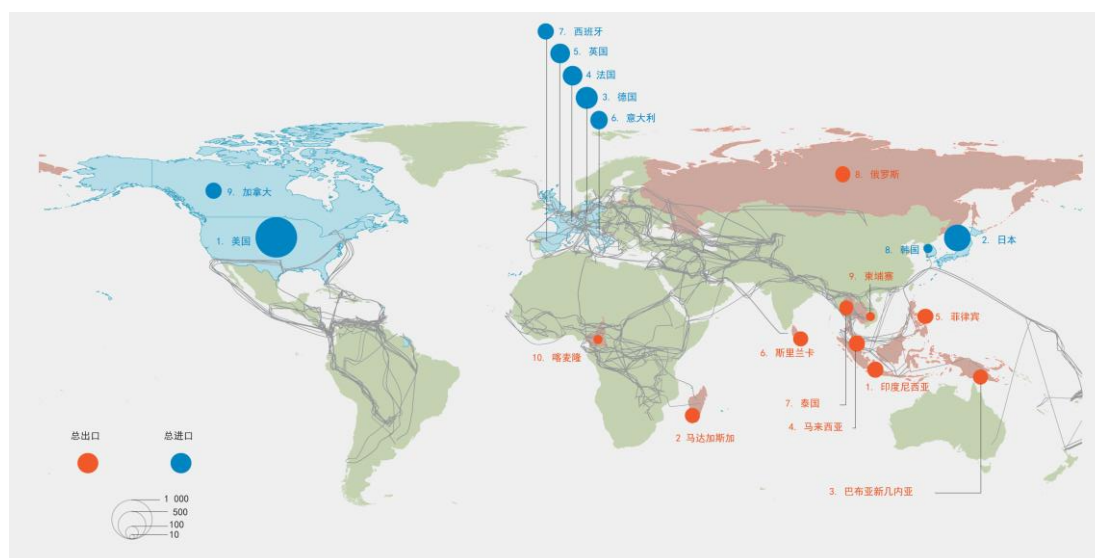 7. 西班牙
5. 英国
4 法国
3. 德国
6. 意大利
9. 加拿大
8. 俄罗斯
1. 美国
2. 日本
8. 韩国
9. 柬埔寨
5. 菲律宾
10. 喀麦隆
6. 斯里兰卡
1. 印度尼西亚
7. 泰国
4. 马来西亚
2 马达加斯加
3. 巴布亚新几内亚
总出口
总进口
1 000
500
100
10